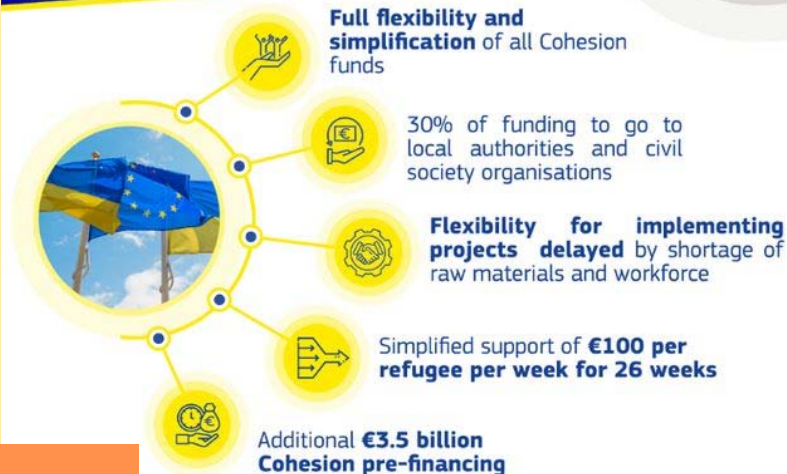 Full flexibility and
simplification of all Cohesion
funds
30% of funding to go to
local authorities and civil
society organisations
Flexibility for implementing
projects delayed by shortage of
raw materials and workforce
Simplified support of €100 per
refugee per week for 26 weeks
Additional €3.5 billion
Cohesion pre-financing